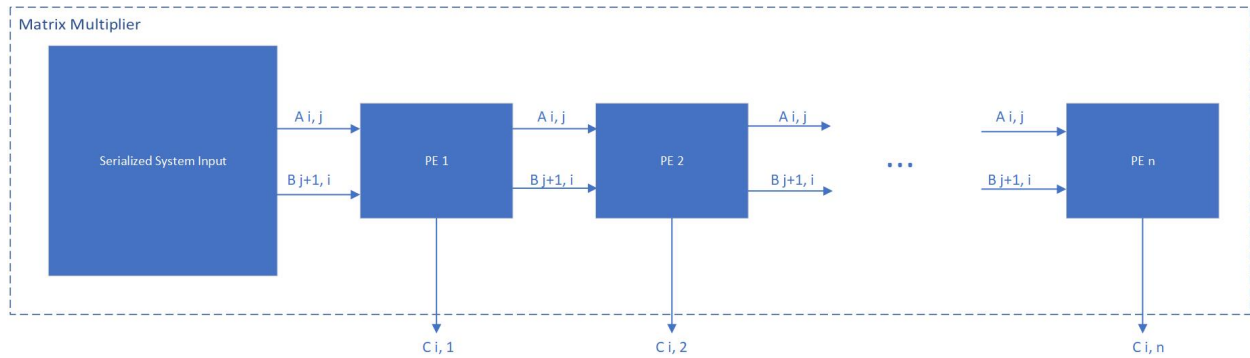 Matrix Multiplier
Serialized System Input
A i, j
B j+1, i
PE 1
A i, j
B j+1, i
PE 2
A i, j
B j+1, i
...
A i, j
B j+1, i
PE n
C i, 1
C i, 2
C i, n